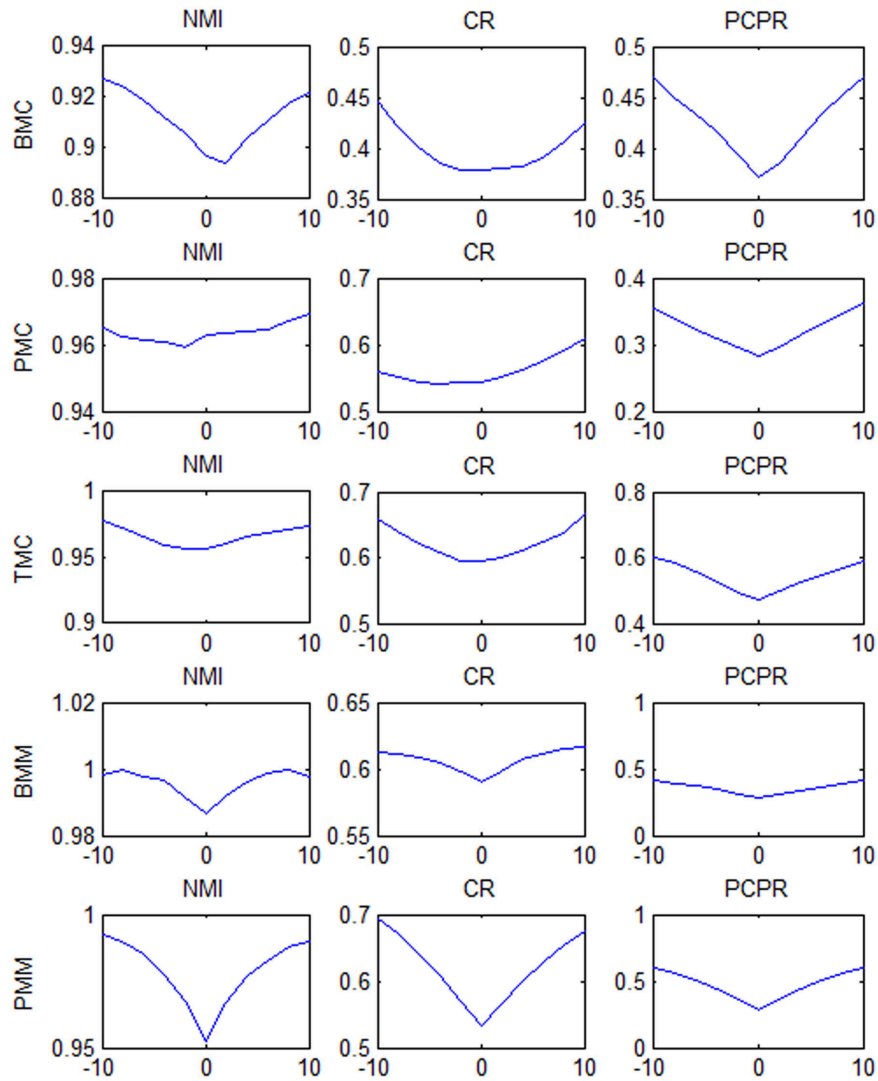 NMI CR PCPR
0.94 0.5 0.5
0.92 0.45 0.45
BMC
0.9 0.4 0.4
0.88 0.35 0.35
-10 0 10 -10 0 10 -10 0 10
NMI CR PCPR
0.98 0.7 0.4
PMC
0.96 0.6 0.3
0.94 0.5 0.2
-10 0 10 -10 0 10 -10 0 10
NMI CR PCPR
1 0.7 0.8
TMC
0.95 0.6 0.6
0.9 0.5 0.4
-10 0 10 -10 0 10 -10 0 10
NMI CR PCPR
1.02 0.65 1
BMM
1 0.6 0.5
0.98 0.55 0
-10 0 10 -10 0 10 -10 0 10
NMI CR PCPR
1 0.7 1
PMM
0.6 0.5
0.95 0.5 0
-10 0 10 -10 0 10 -10 0 10